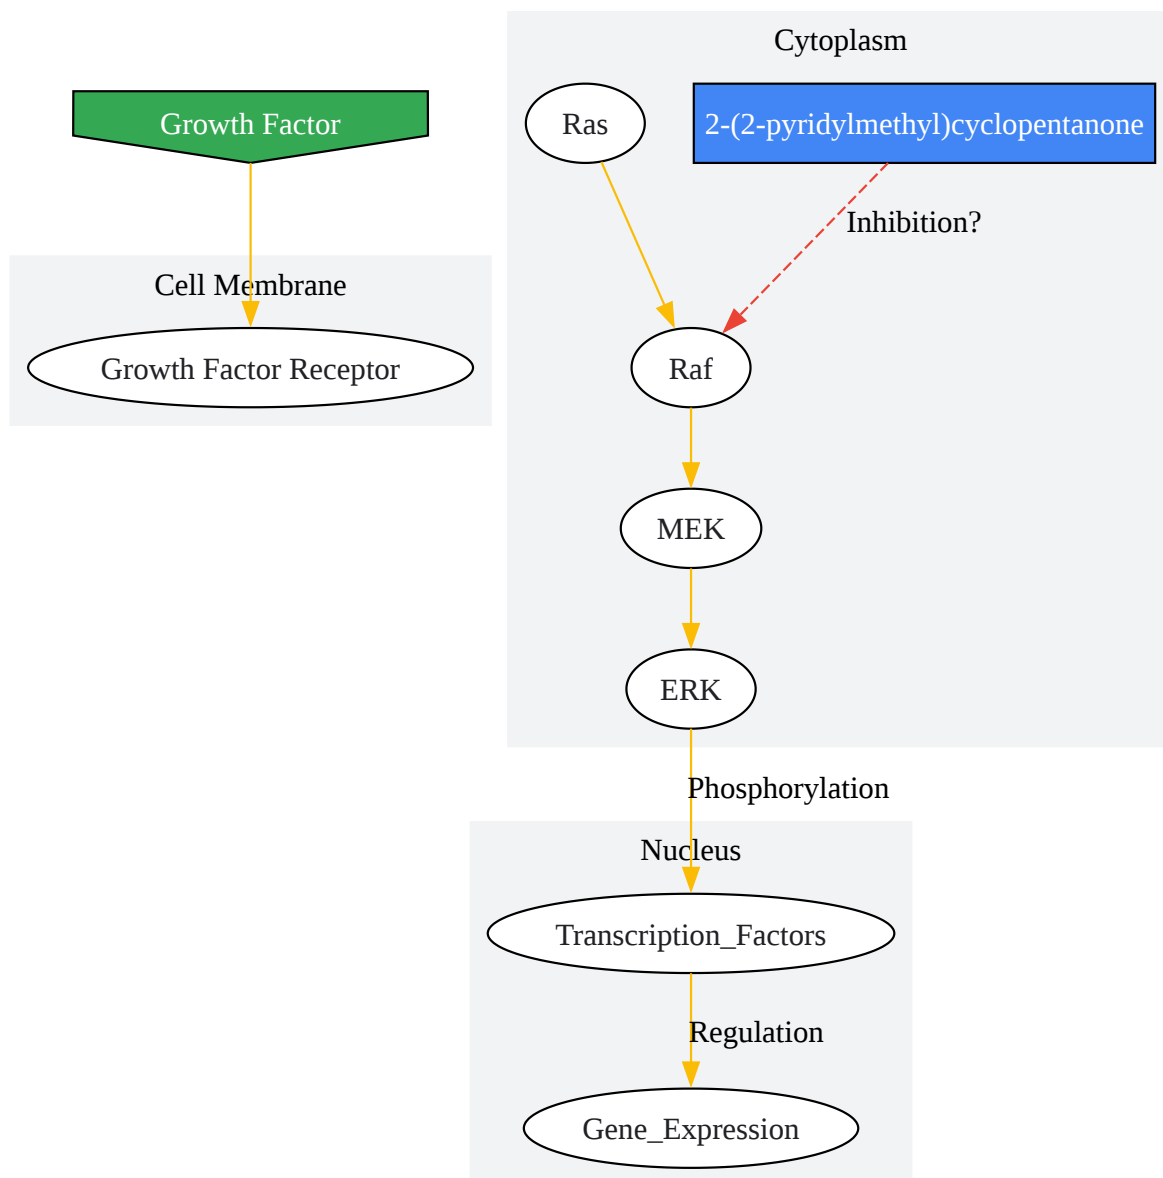 Cytoplasm
Growth Factor
Ras
2-(2-pyridylmethyl)cyclopentanone
Inhibition?
Cell Membrane
Growth Factor Receptor
Raf
MEK
ERK
Phosphorylation
Nucleus
Transcription_Factors
Regulation
Gene_Expression